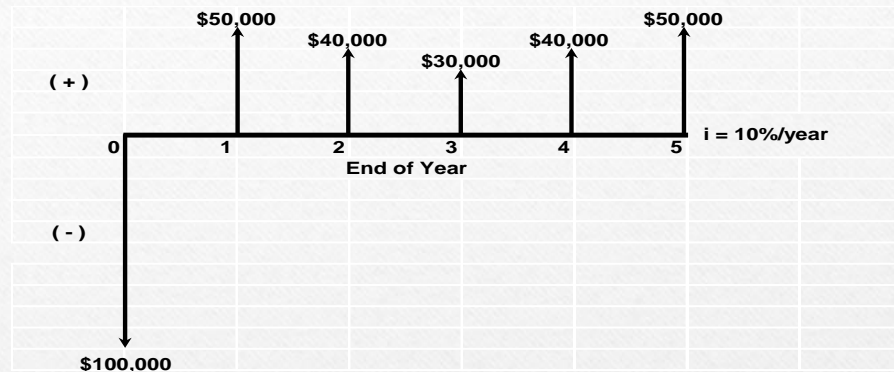 $50,000 $50,000
$40,000 $40,000
$30,000
( + )
0 1 2 3 4 5 i = 10%/year
End of Year
( - )
$100,000